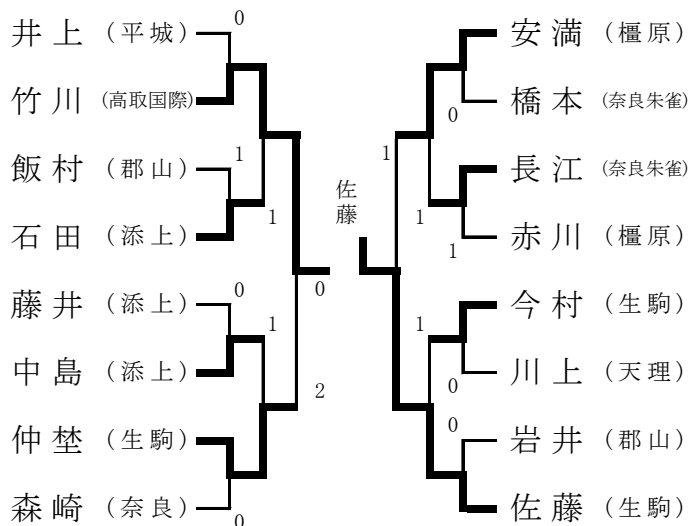 井上 (平城)
0
竹川 (高取国際)
飯村 (郡山)
1
石田 (添上)
1
藤井 (添上)
0
中島 (添上)
1
仲埜 (生駒)
森崎 (奈良)
0
2
0
佐藤
安満 (橿原)
橋本 (奈良朱雀)
0
1
長江 (奈良朱雀)
1
赤川 (橿原)
1
今村 (生駒)
1
川上 (天理)
0
岩井 (郡山)
0
佐藤 (生駒)